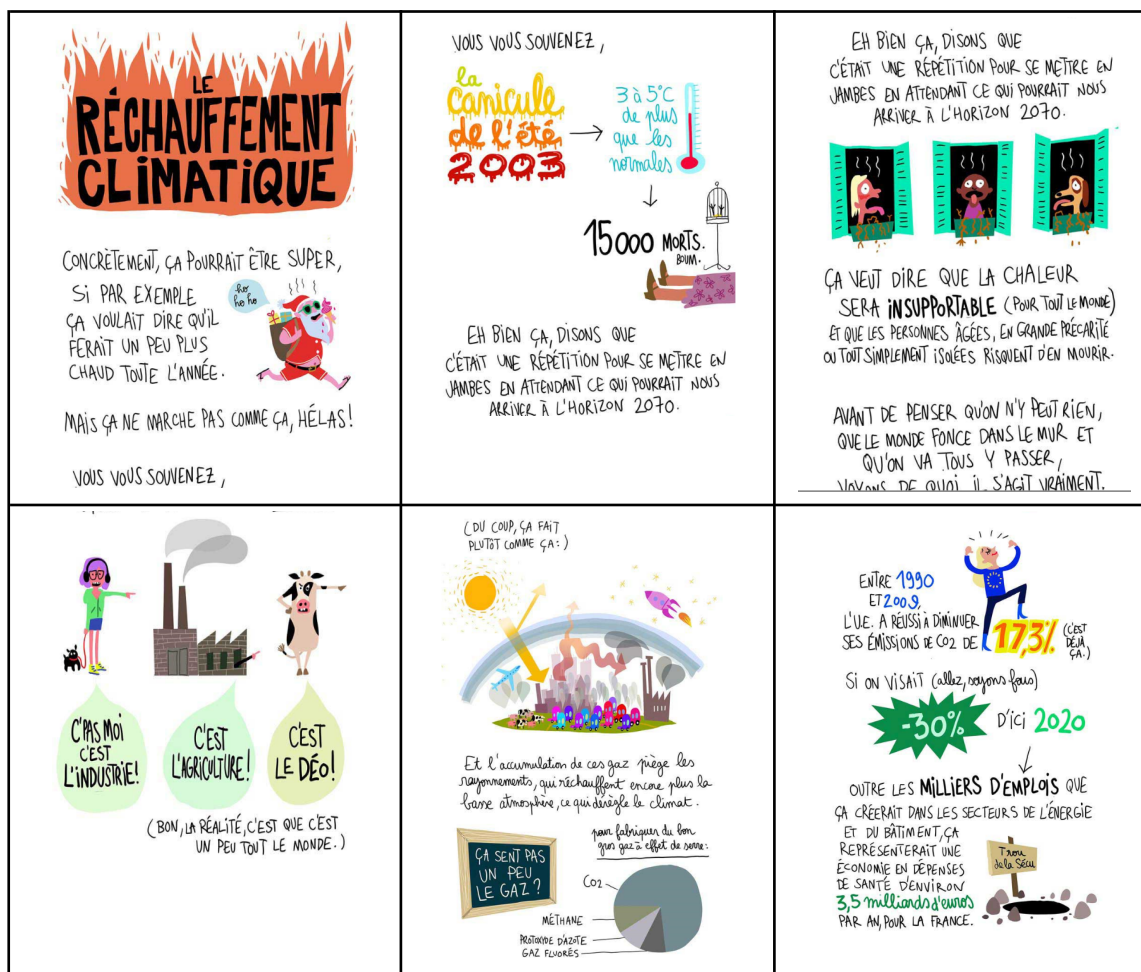 LE
RÉCHAUFFEMENT
CLIMATIQUE
CONCRÈTEMENT, ÇA POURRAIT ÊTRE SUPER,
SI PAR EXEMPLE
ÇA VOULAIT DIRE QU'IL
FERAIT UN PEU PLUS
CHAUD TOUTE L'ANNÉE.
ho
ho ho
MAIS ÇA NE MARCHE PAS COMME ÇA, HÉLAS!
VOUS VOUS SOUVENEZ,
VOUS VOUS SOUVENEZ,
la
canicule
de l'été
2003
3 à 5°C
de plus
que les
normales
15000 MORTS.
BOUM.
EH BIEN ÇA, DISONS QUE
C'ÉTAIT UNE RÉPÉTITION POUR SE METTRE EN
JAMBES EN ATTENDANT CE QUI POURRAIT NOUS
ARRIVER À L'HORIZON 2070.
EH BIEN ÇA, DISONS QUE
C'ÉTAIT UNE RÉPÉTITION POUR SE METTRE EN
JAMBES EN ATTENDANT CE QUI POURRAIT NOUS
ARRIVER À L'HORIZON 2070.
ÇA VEUT DIRE QUE LA CHALEUR
SERA INSUPPORTABLE (POUR TOUT LE MONDE)
ET QUE LES PERSONNES ÂGÉES, EN GRANDE PRÉCARITÉ
OU TOUT SIMPLEMENT ISOLÉES RISQUENT D'EN MOURIR.
AVANT DE PENSER QU'ON N'Y PEUT RIEN,
QUE LE MONDE FONCE DANS LE MUR ET
QU'ON VA TOUS Y PASSER,
VOYONS DE QUOI IL S'AGIT VRAIMENT.
C'PAS MOI
C'EST
L'INDUSTRIE!
C'EST
L'AGRICULTURE!
C'EST
LE DÉO!
(BON, LA RÉALITÉ, C'EST QUE C'EST
UN PEU TOUT LE MONDE.)
(DU COUP, ÇA FAIT
PLUTÔT COMME ÇA:)
Et l'accumulation de ces gaz piège les
rayonnements, qui réchauffent encore plus la
basse atmosphère, ce qui dérègle le climat.
ÇA SENT PAS
UN PEU
LE GAZ?
pour fabriquer du bon
gros gaz à effet de serre:
CO2
MÉTHANE
PROTOXYDE D'AZOTE
GAZ FLUORÉS
ENTRE 1990
ET 2009,
L'U.E. A RÉUSSI À DIMINUER
SES ÉMISSIONS DE CO2 DE 17,3% (C'EST
DÉJÀ
ÇA.)
SI ON VISAIT (allez, soyons fous)
-30% D'ICI 2020
OUTRE LES MILLIERS D'EMPLOIS QUE
ÇA CRÉERAIT DANS LES SECTEURS DE L'ÉNERGIE
ET DU BÂTIMENT, ÇA
REPRÉSENTERAIT UNE
ÉCONOMIE EN DÉPENSES
DE SANTÉ D'ENVIRON
3,5 milliards d'euros
PAR AN, POUR LA FRANCE.
Trou
de la Sécu